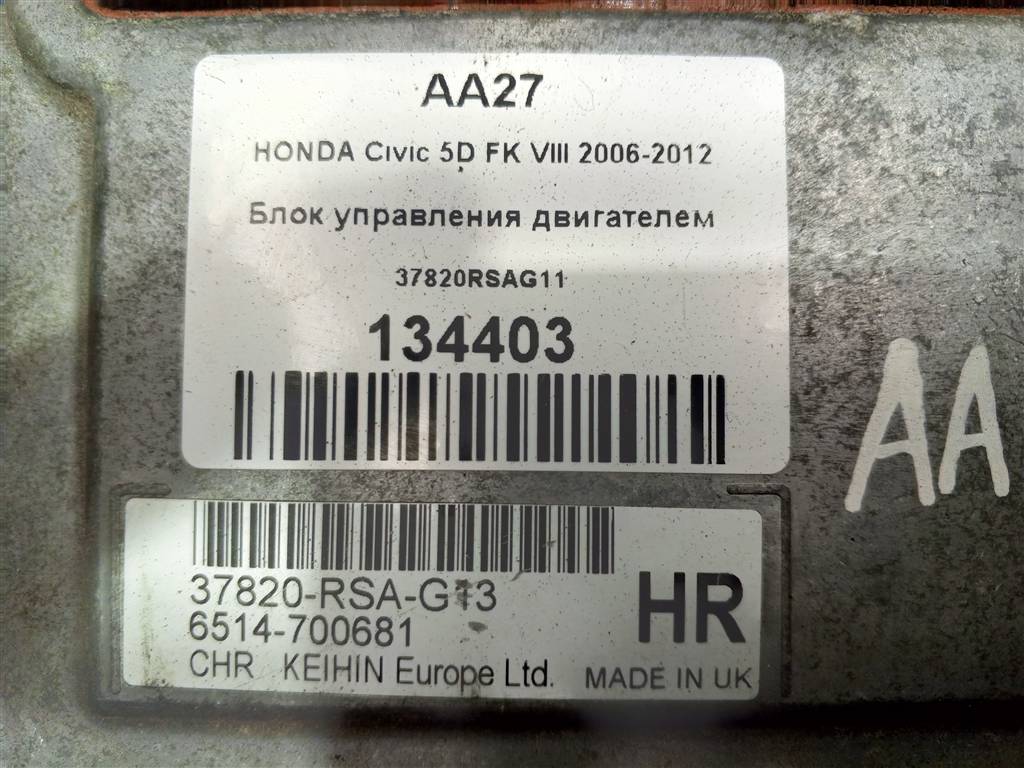 AA27
HONDA Civic 5D FK VIII 2006-2012
Блок управления двигателем
37820RSAG11
134403
AA
37820-RSA-G13
6514-700681
HR
CHR KEIHIN Europe Ltd.
MADE IN UK